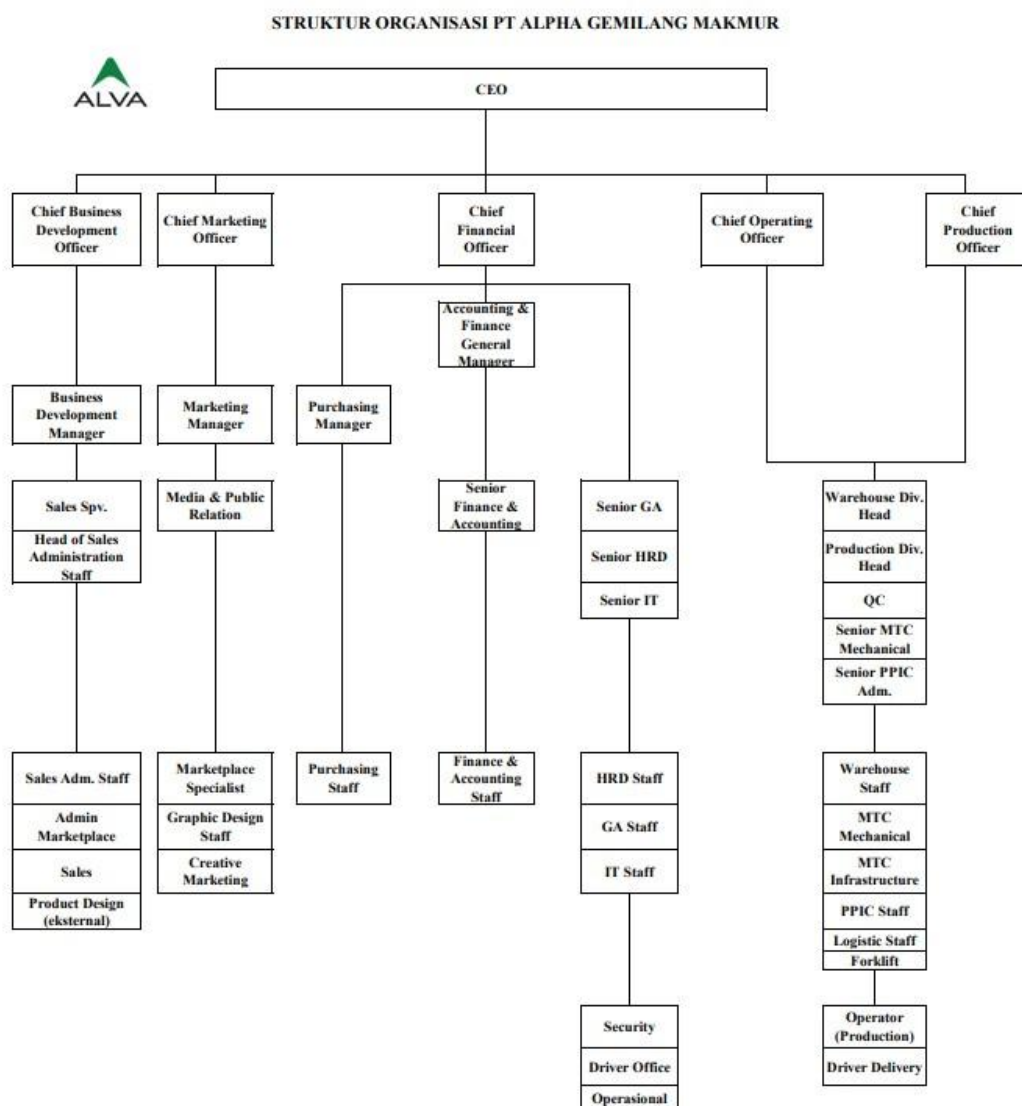 STRUKTUR ORGANISASI PT ALPHA GEMILANG MAKMUR
ALVA
CEO
Chief Business
Development
Officer
Chief Marketing
Officer
Chief
Financial
Officer
Chief Operating
Officer
Chief
Production
Officer
Accounting &
Finance
General
Manager
Business
Development
Manager
Marketing
Manager
Purchasing
Manager
Sales Spv.
Head of Sales
Administration
Staff
Media & Public
Relation
Senior
Finance &
Accounting
Senior GA
Senior HRD
Senior IT
Warehouse Div.
Head
Production Div.
Head
QC
Senior MTC
Mechanical
Senior PPIC
Adm.
Sales Adm. Staff
Admin
Marketplace
Sales
Product Design
(eksternal)
Marketplace
Specialist
Graphic Design
Staff
Creative
Marketing
Purchasing
Staff
Finance &
Accounting
Staff
HRD Staff
GA Staff
IT Staff
Warehouse
Staff
MTC
Mechanical
MTC
Infrastructure
PPIC Staff
Logistic Staff
Forklift
Security
Driver Office
Operasional
Operator
(Production)
Driver Delivery